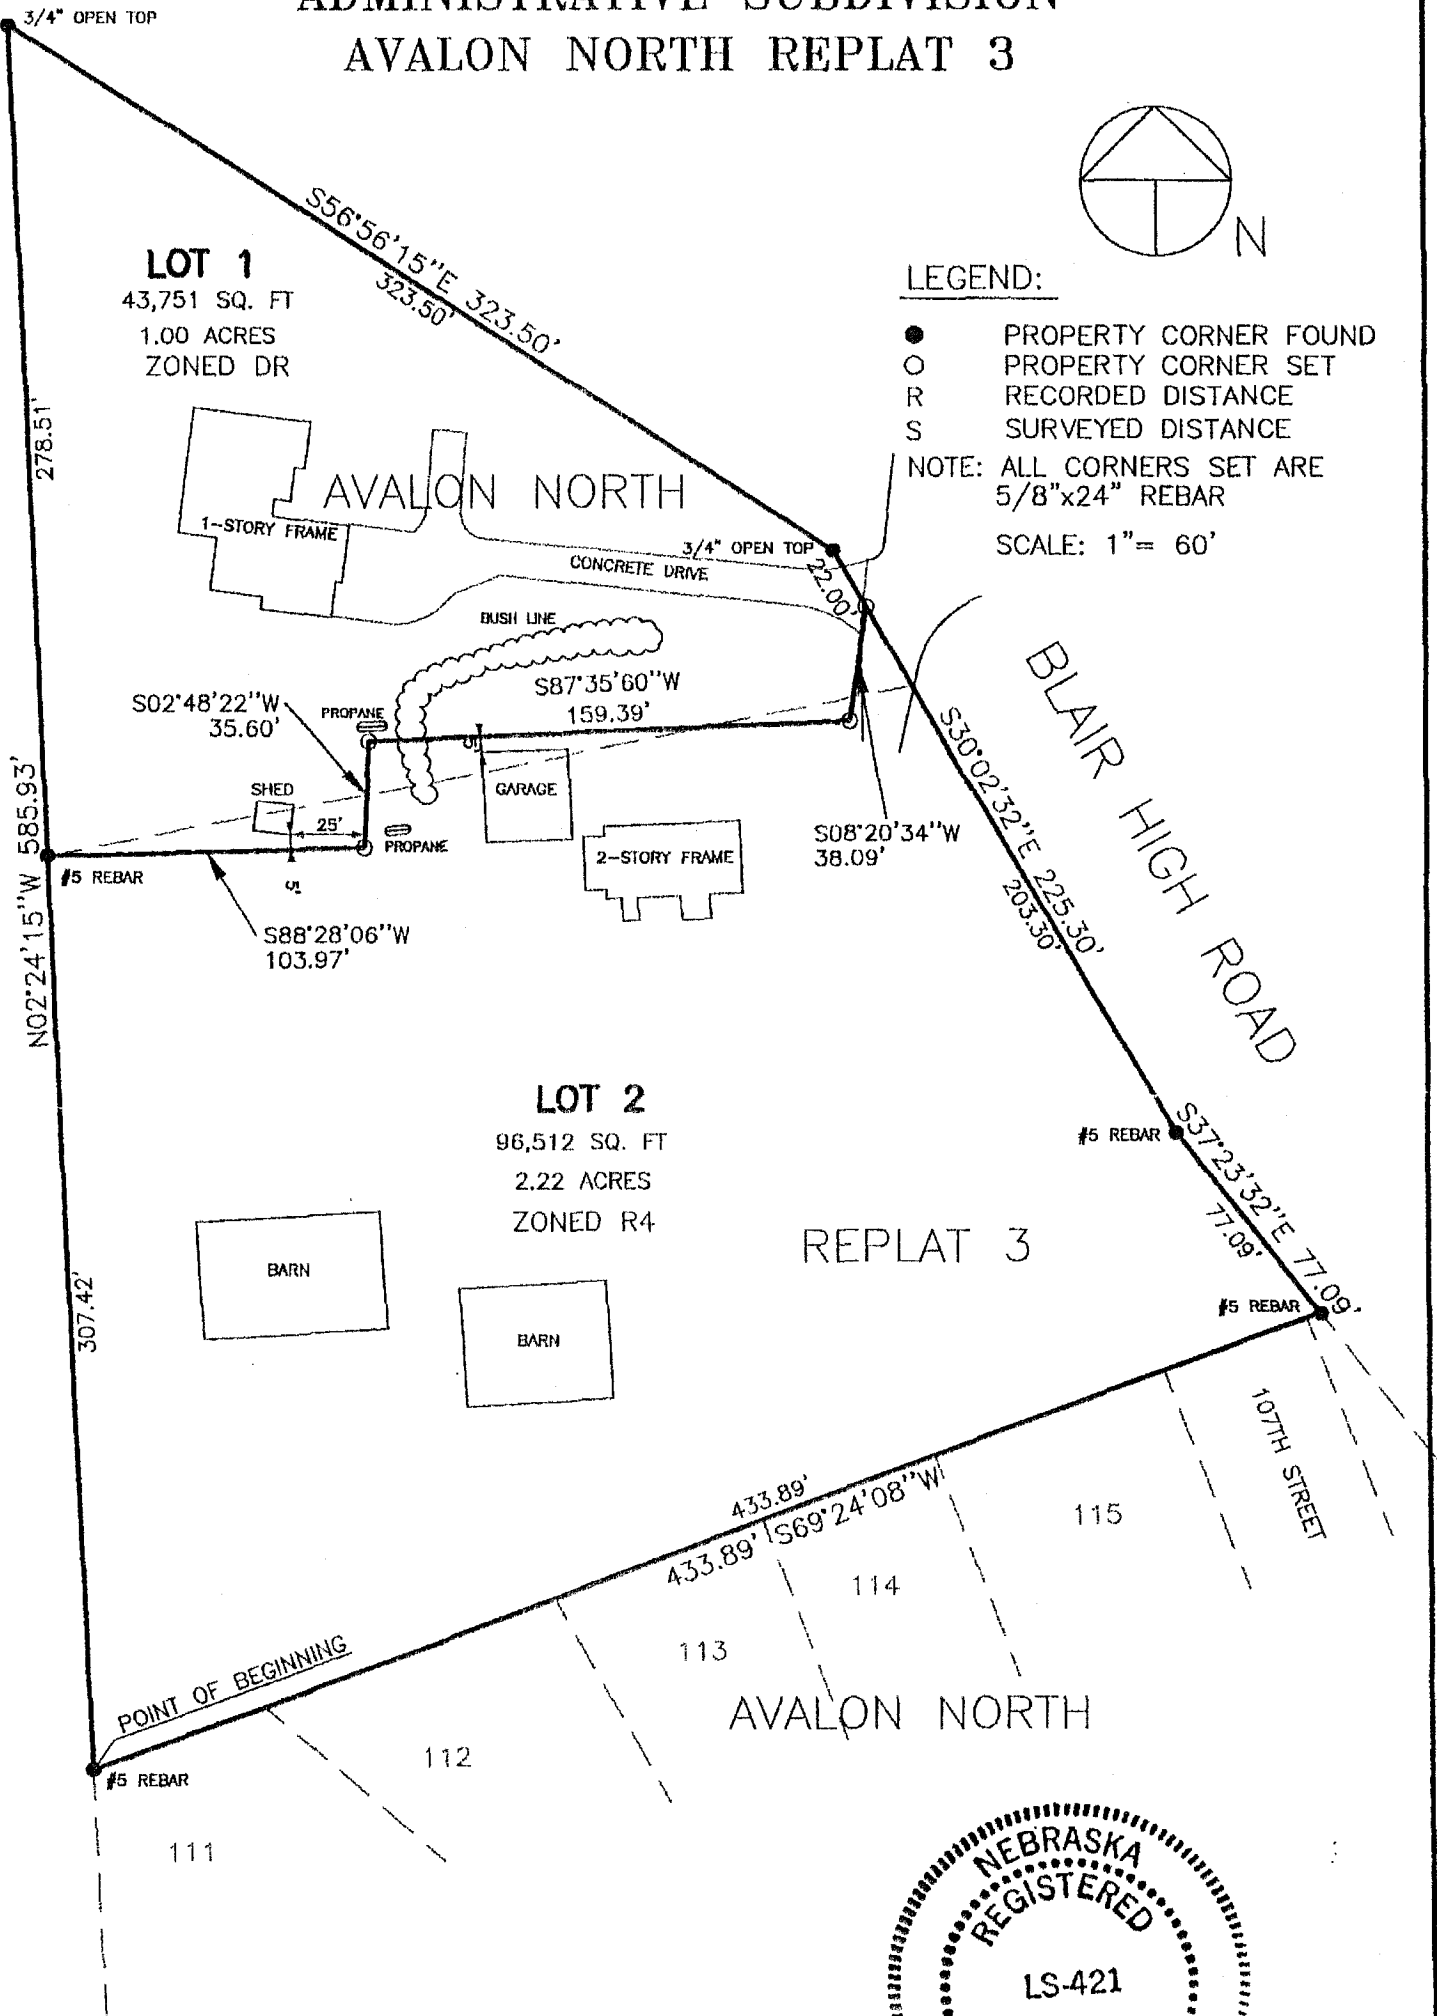 ADMINISTRATIVE SUBDIVISION
AVALON NORTH REPLAT 3
3/4" OPEN TOP
N
LEGEND:
● PROPERTY CORNER FOUND
○ PROPERTY CORNER SET
R RECORDED DISTANCE
S SURVEYED DISTANCE
NOTE: ALL CORNERS SET ARE
5/8"x24" REBAR
SCALE: 1"= 60'
S56°56'15"E 323.50'
323.50'
LOT 1
43,751 SQ. FT
1.00 ACRES
ZONED DR
278.51'
AVALON NORTH
1-STORY FRAME
3/4" OPEN TOP
CONCRETE DRIVE
22.00'
BUSH LINE
S87°35'60"W
159.39'
S02°48'22"W
35.60'
PROPANE
5'
SHED
GARAGE
25'
PROPANE
2-STORY FRAME
S08°20'34"W
38.09'
#5 REBAR
5'
S88°28'06"W
103.97'
N02°24'15"W 585.93'
S30°02'32"E 225.30'
203.30'
BLAIR HIGH ROAD
LOT 2
96,512 SQ. FT
2.22 ACRES
ZONED R4
#5 REBAR
S37°23'32"E 77.09'
77.09'
REPLAT 3
BARN
BARN
307.42'
#5 REBAR
107TH STREET
433.89'
433.89' S69°24'08"W
115
114
113
112
111
POINT OF BEGINNING
#5 REBAR
AVALON NORTH
NEBRASKA
REGISTERED
LS-421